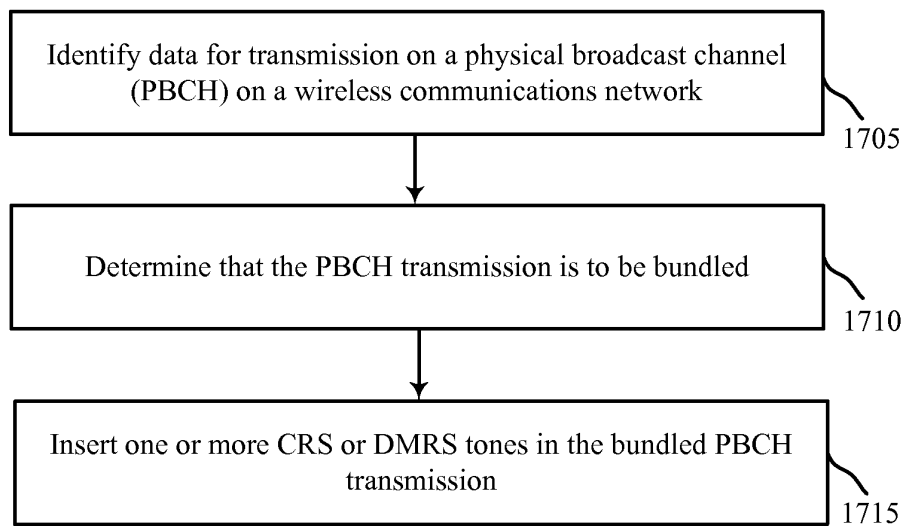 Identify data for transmission on a physical broadcast channel
(PBCH) on a wireless communications network
1705
Determine that the PBCH transmission is to be bundled
1710
Insert one or more CRS or DMRS tones in the bundled PBCH
transmission
1715